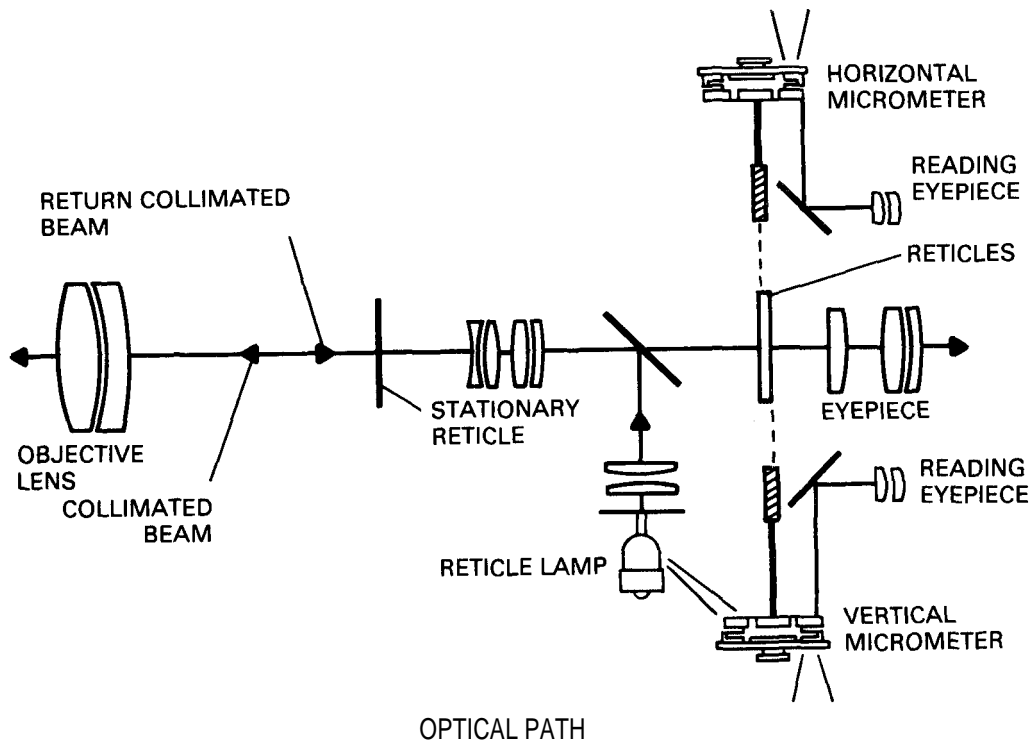 HORIZONTAL
MICROMETER
READING
EYEPIECE
RETURN COLLIMATED
BEAM
RETICLES
STATIONARY
RETICLE
EYEPIECE
OBJECTIVE
LENS
COLLIMATED
BEAM
READING
EYEPIECE
RETICLE LAMP
VERTICAL
MICROMETER
OPTICAL PATH